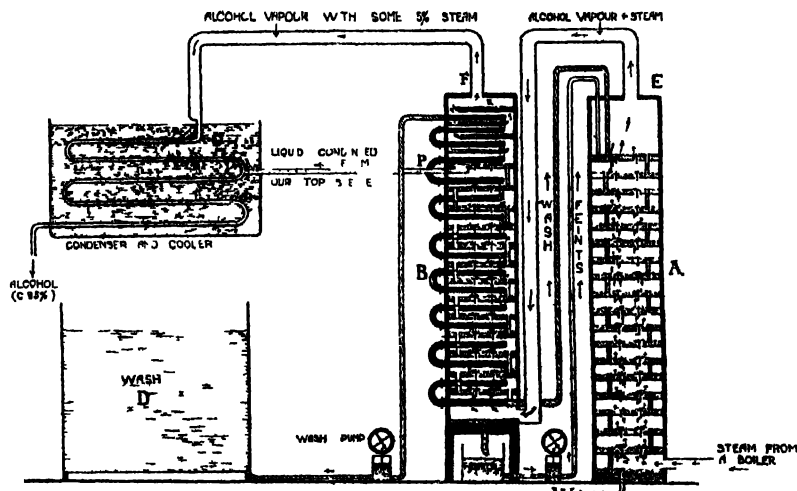 ALCOHOL VAPOUR WITH SOME 5% STEAM
ALCOHOL VAPOUR + STEAM
F
E
LIQUID
P
WASH
FEINTS
CONDENSER AND COOLER
B
A
ALCOHOL
WASH
D
WASH PUMP
STEAM FROM
A BOILER